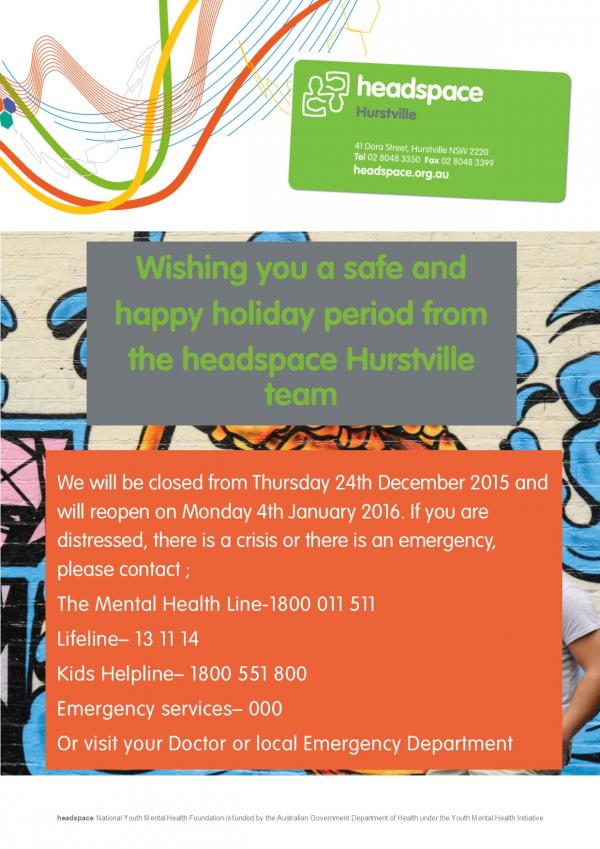 headspace
Hurstville
41 Dora Street, Hurstville NSW 2220
Tel 02 8048 3350 Fax 02 8048 3399
headspace.org.au
Wishing you a safe and
happy holiday period from
the headspace Hurstville
team
We will be closed from Thursday 24th December 2015 and
will reopen on Monday 4th January 2016. If you are
distressed, there is a crisis or there is an emergency,
please contact ;
The Mental Health Line-1800 011 511
Lifeline– 13 11 14
Kids Helpline– 1800 551 800
Emergency services– 000
Or visit your Doctor or local Emergency Department
headspace National Youth Mental Health Foundation is funded by the Australian Government Department of Health under the Youth Mental Health Initiative